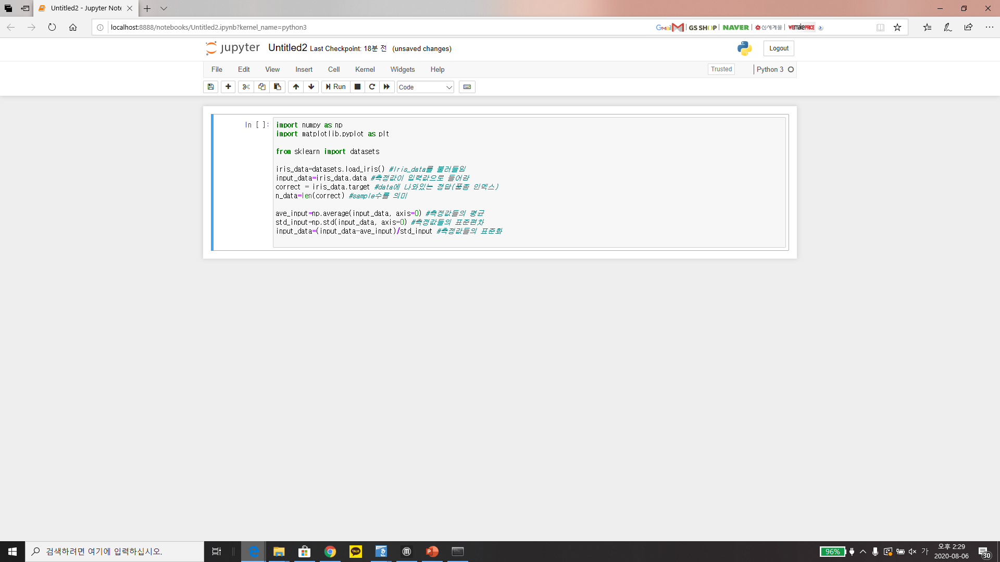 Untitled2 - Jupyter Note
localhost:8888/notebooks/Untitled2.ipynb?kernel_name=python3
Gmail GS SHOP NAVER 신세계몰 WEMAKEPRICE
jupyter Untitled2 Last Checkpoint: 18분 전 (unsaved changes)
Logout
File Edit View Insert Cell Kernel Widgets Help
Trusted Python 3
Run Code
In [ ]:
import numpy as np
import matplotlib.pyplot as plt
from sklearn import datasets
iris_data=datasets.load_iris() #Iris_data를 불러들임
input_data=iris_data.data #측정값이 입력값으로 들어감
correct = iris_data.target #data에 나와있는 정답(품종 인덱스)
n_data=len(correct) #sample수를 의미
ave_input=np.average(input_data, axis=0) #측정값들의 평균
std_input=np.std(input_data, axis=0) #측정값들의 표준편차
input_data=(input_data-ave_input)/std_input #측정값들의 표준화
검색하려면 여기에 입력하십시오.
TALK
96%
가
오후 2:29
2020-08-06
30